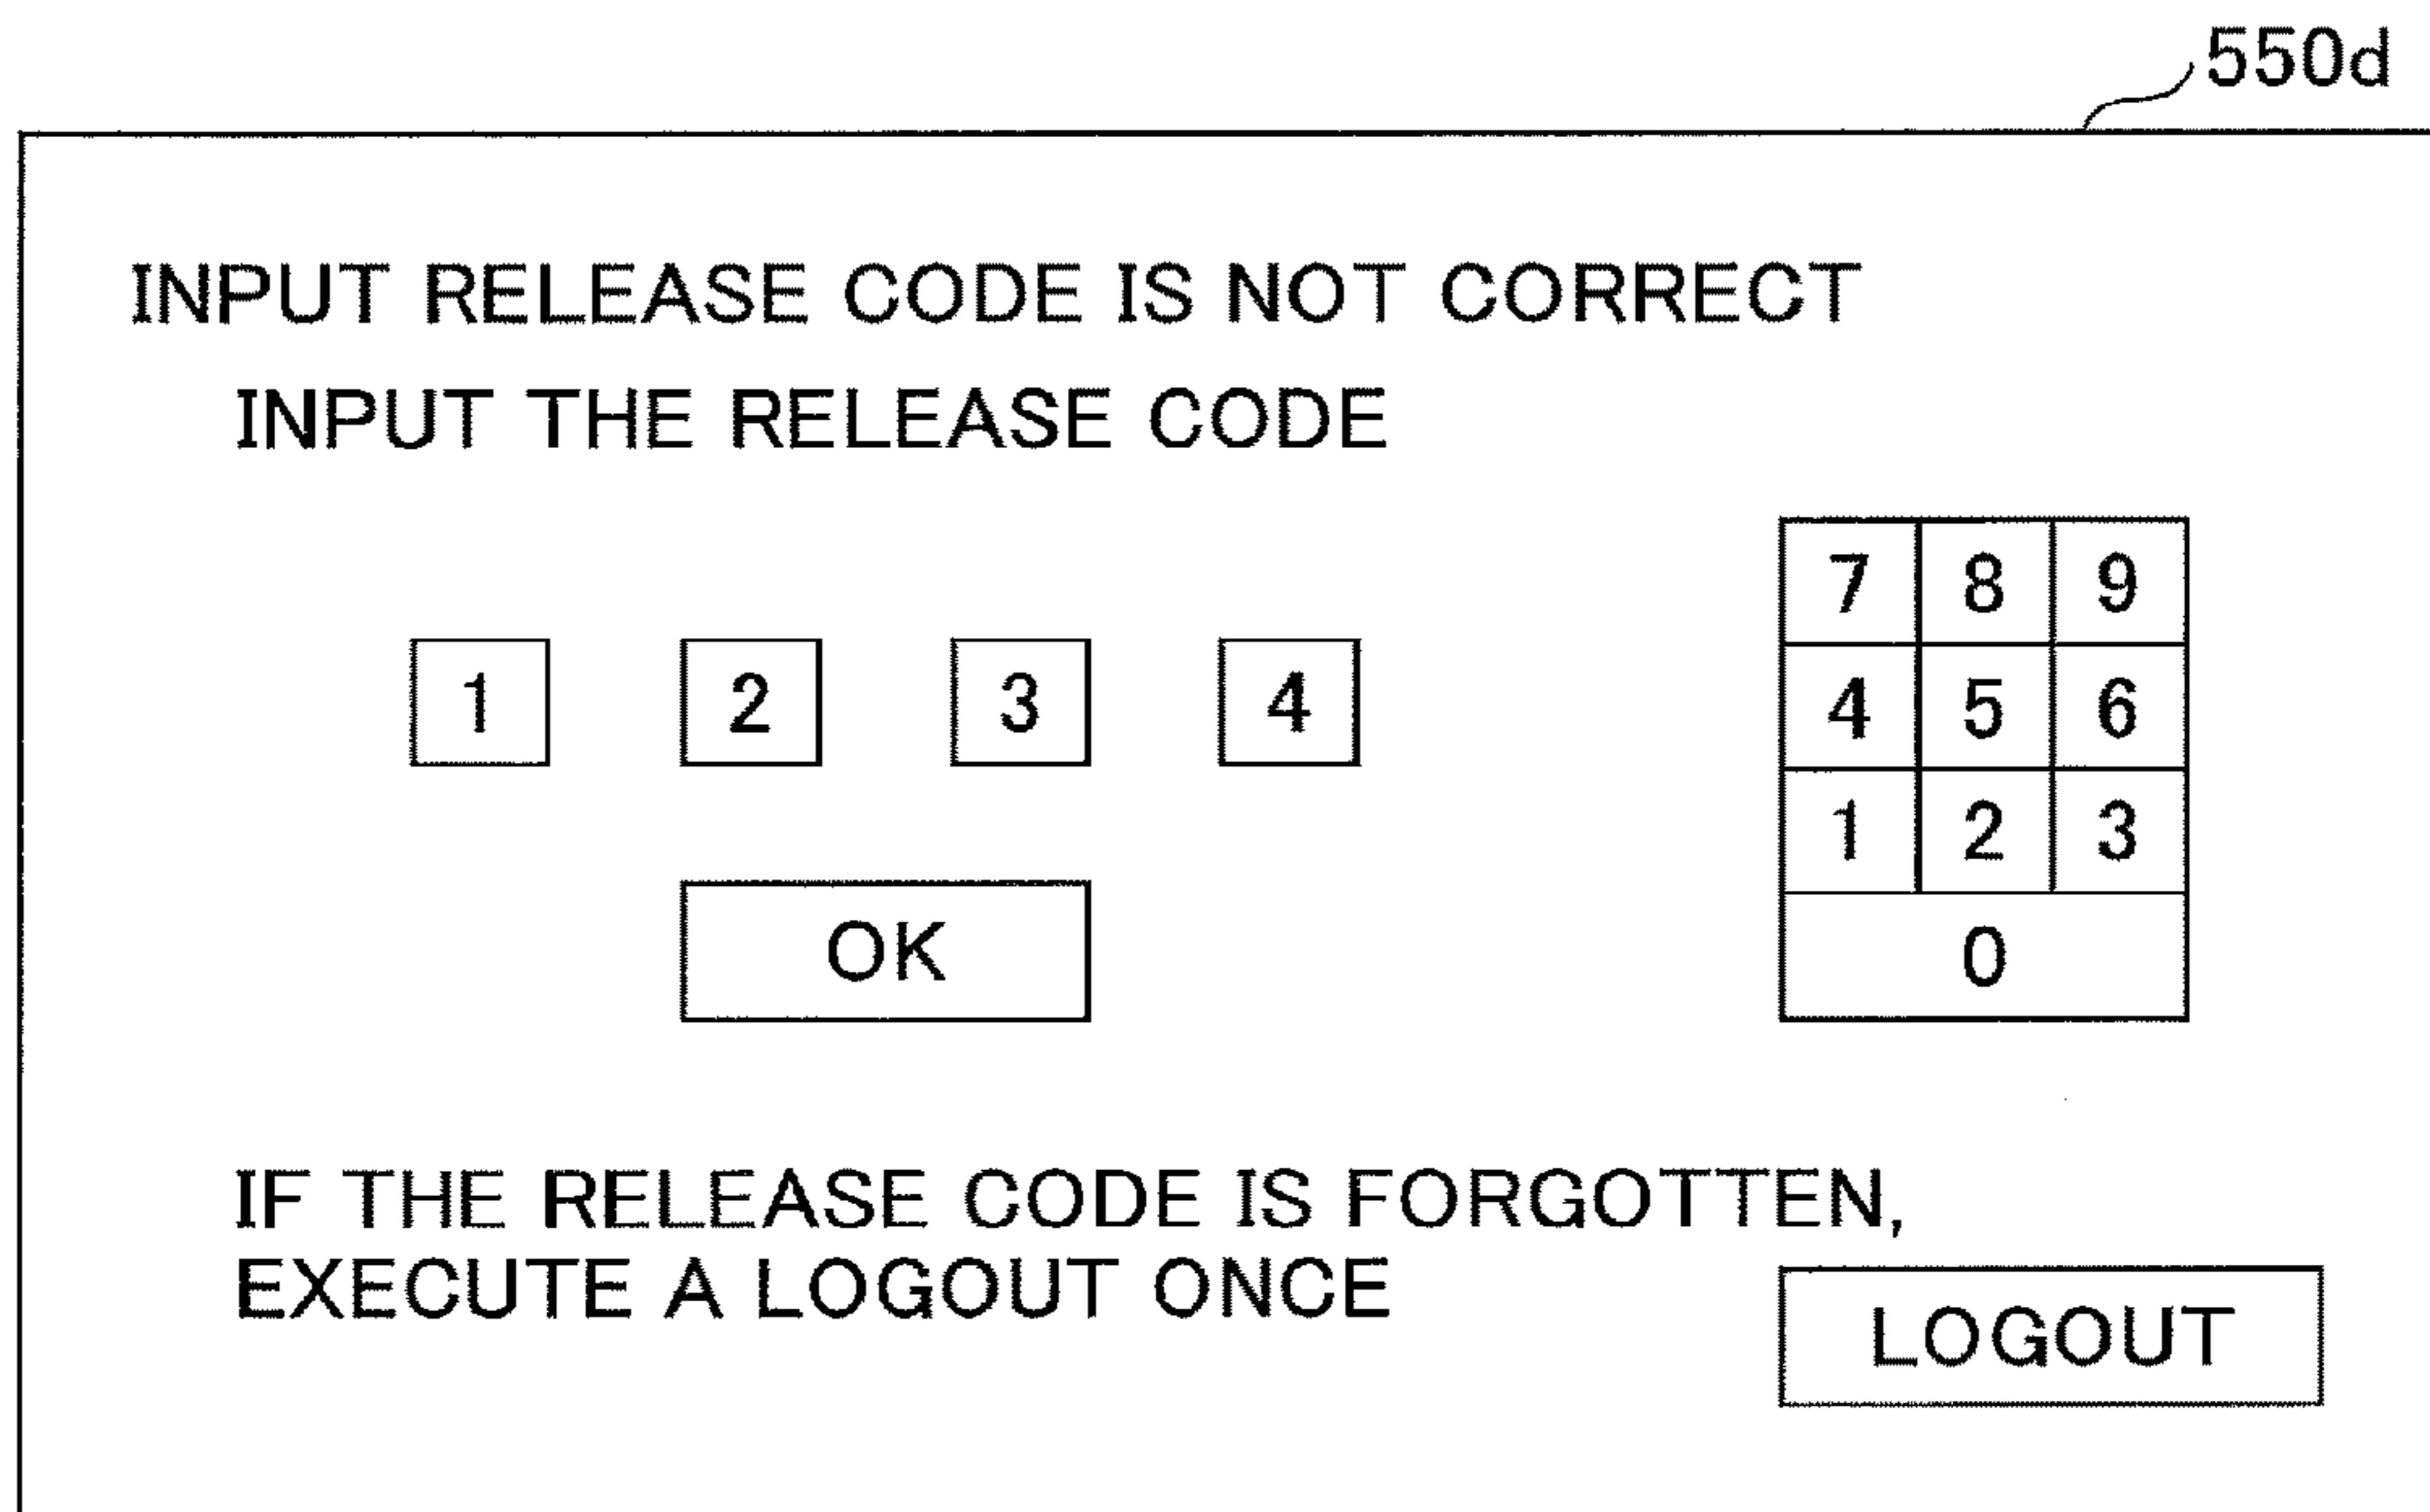 550d
INPUT RELEASE CODE IS NOT CORRECT
INPUT THE RELEASE CODE
1 2 3 4
7 8 9
4 5 6
1 2 3
0
OK
IF THE RELEASE CODE IS FORGOTTEN,
EXECUTE A LOGOUT ONCE
LOGOUT